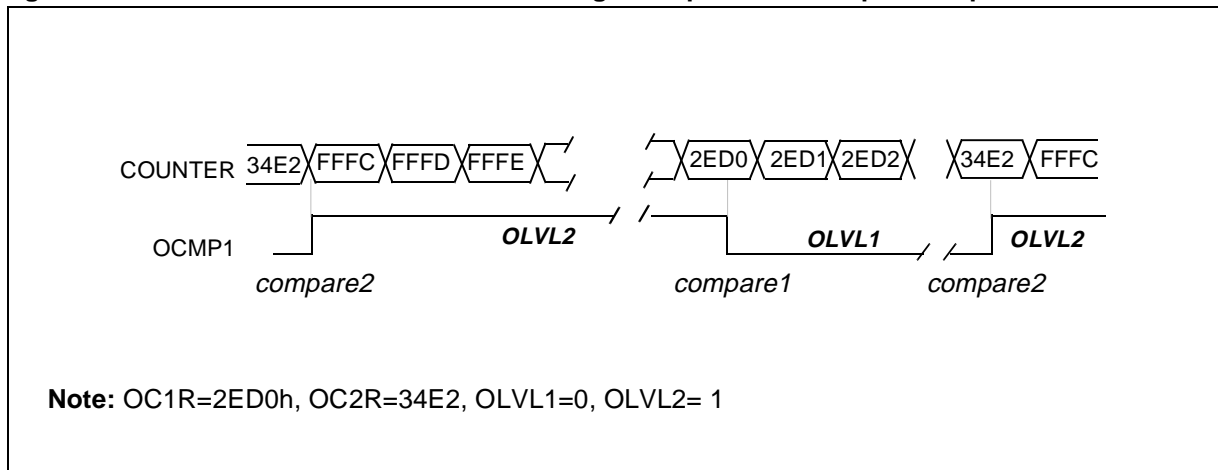 COUNTER 34E2 FFFC FFFD FFFE 2ED0 2ED1 2ED2 34E2 FFFC
OCMP1 OLVL2 OLVL1 OLVL2
compare2 compare1 compare2
Note: OC1R=2ED0h, OC2R=34E2, OLVL1=0, OLVL2= 1